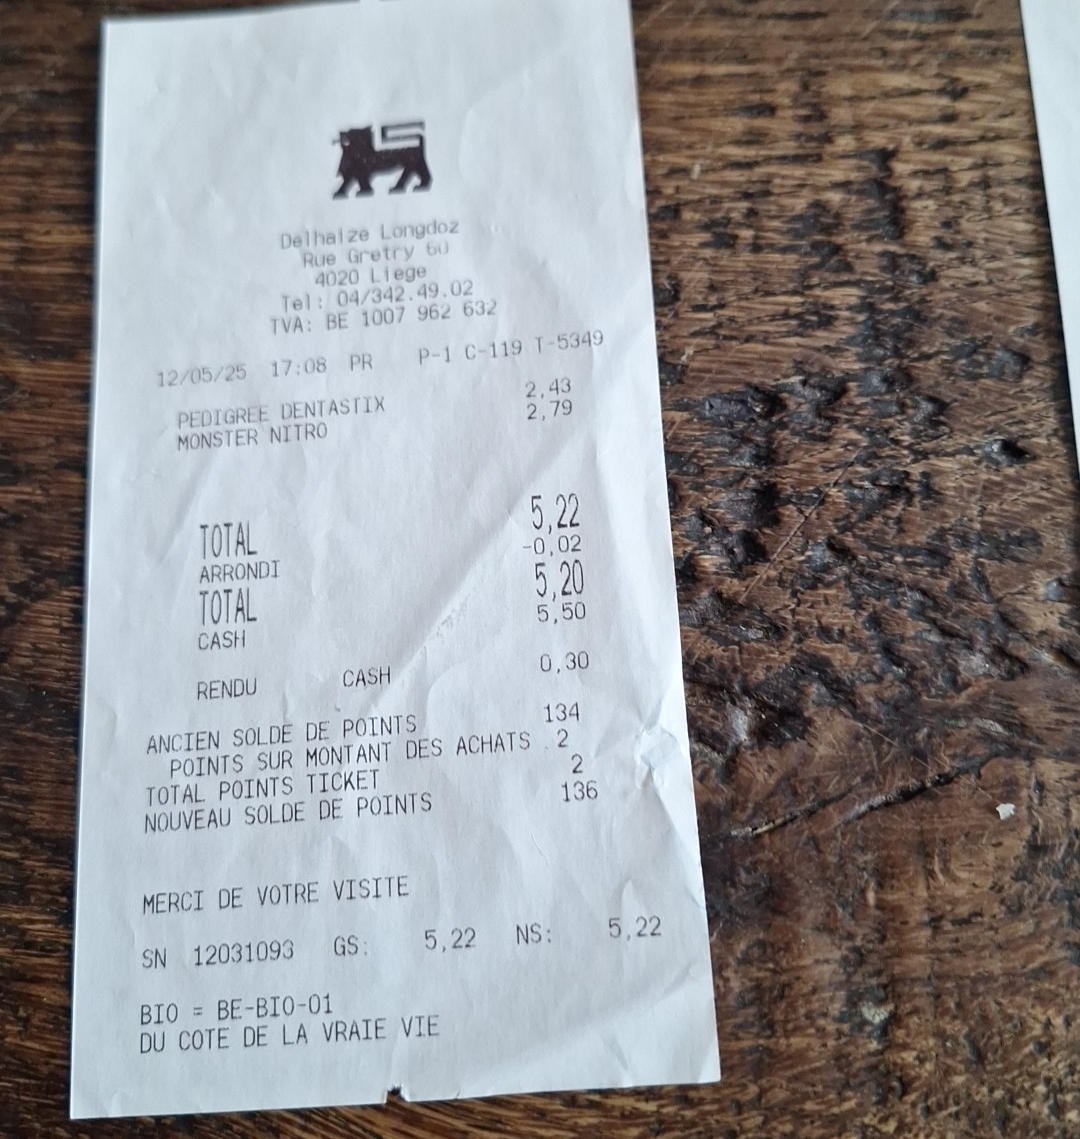 Delhaize Longdoz
Rue Gretry 60
4020 Liege
Tel: 04/342.49.02
TVA: BE 1007 962 632
12/05/25 17:08 PR P-1 C-119 T-5349
PEDIGREE DENTASTIX 2,43
MONSTER NITRO 2,79
TOTAL 5,22
ARRONDI -0,02
TOTAL 5,20
CASH 5,50
RENDU CASH 0,30
ANCIEN SOLDE DE POINTS 134
POINTS SUR MONTANT DES ACHATS 2
TOTAL POINTS TICKET 2
NOUVEAU SOLDE DE POINTS 136
MERCI DE VOTRE VISITE
SN 12031093 GS: 5,22 NS: 5,22
BIO = BE-BIO-01
DU COTE DE LA VRAIE VIE